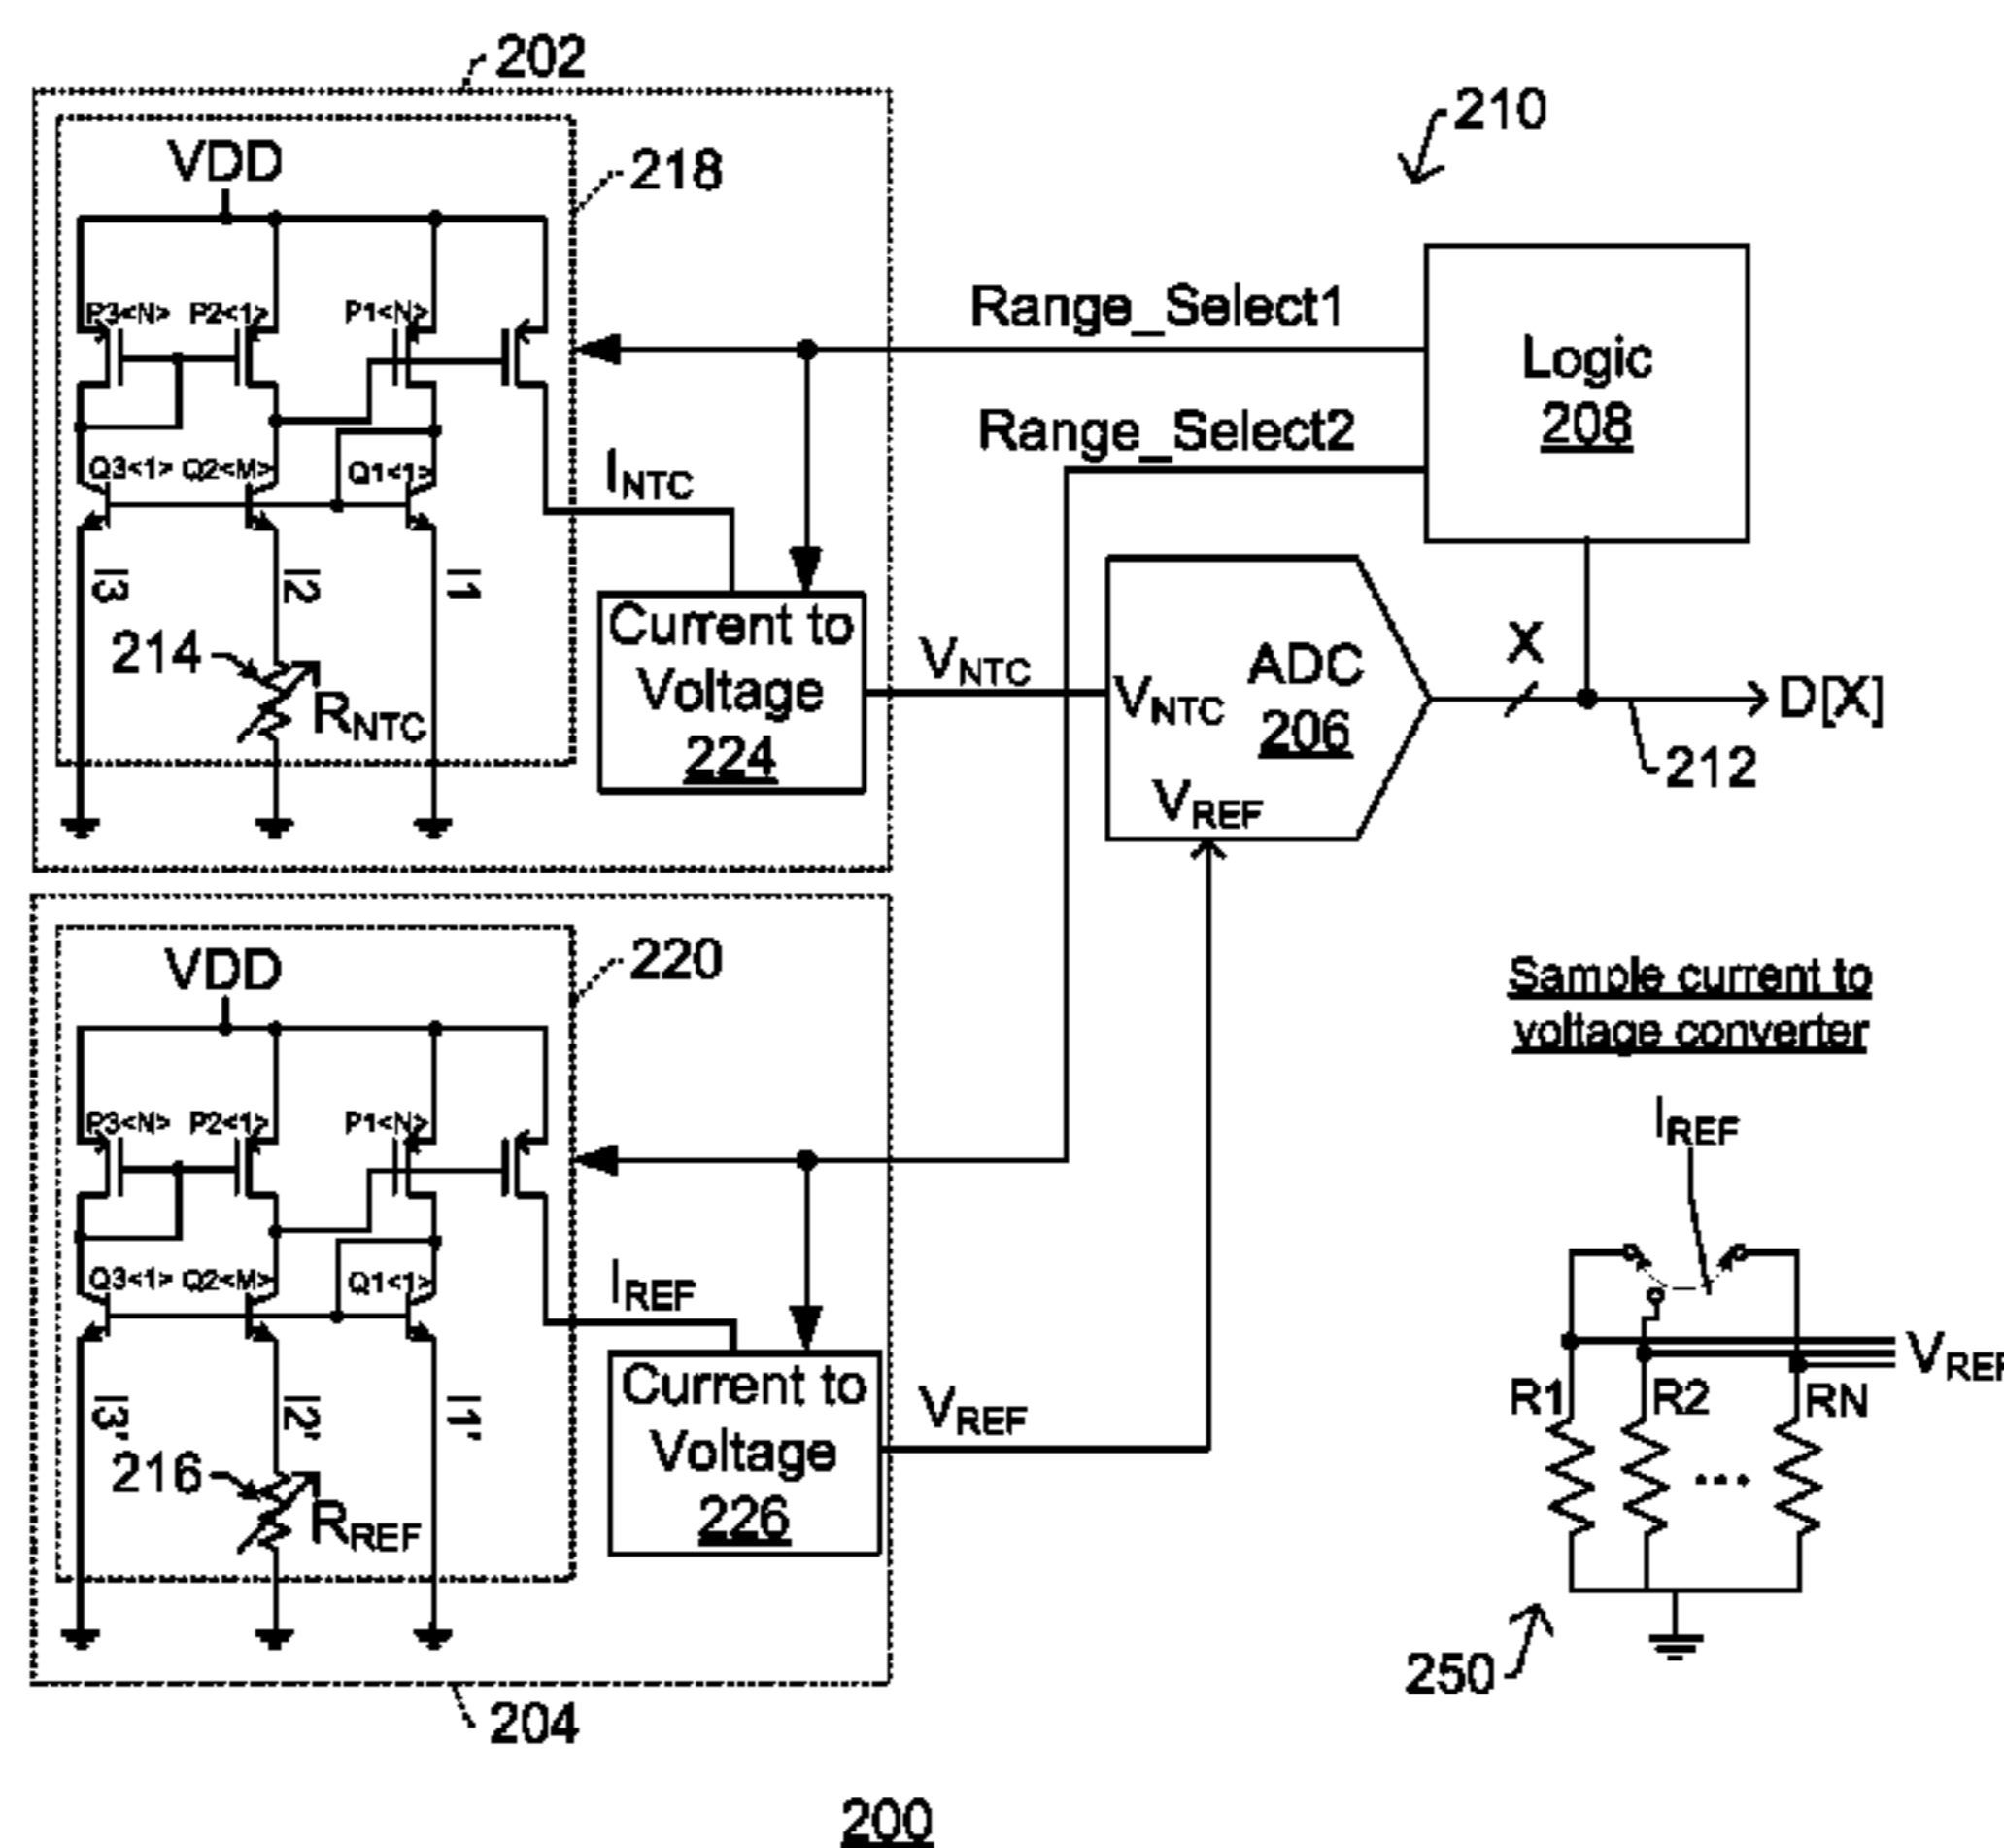 202
210
VDD
218
P3<N> P2<1> P1<N>
Range_Select1
Logic
208
Range_Select2
Q3<1> Q2<M> Q1<1>
INTC
I3 I2 I1
214
RNTC
Current to
Voltage
224
VNTC
VNTC
ADC
206
VREF
X
D[X]
212
VDD
220
P3<N> P2<1> P1<N>
Q3<1> Q2<M> Q1<1>
IREF
I3' I2' I1'
216
RREF
Current to
Voltage
226
VREF
204
Sample current to
voltage converter
IREF
VREF
R1 R2 ... RN
250
200